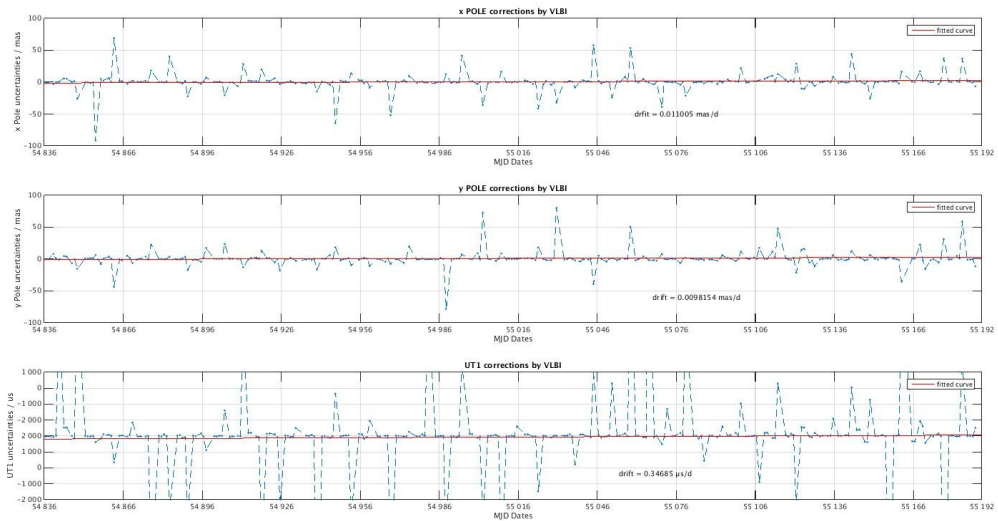 x POLE corrections by VLBI
100
50
0
−50
−100
x Pole uncertainties / mas
fitted curve
drfit = 0.011005 mas/d
54 836 54 866 54 896 54 926 54 956 54 986 55 016 55 046 55 076 55 106 55 136 55 166 55 192
MJD Dates
y POLE corrections by VLBI
100
50
0
−50
−100
y Pole uncertainties / mas
fitted curve
drift = 0.0098154 mas/d
54 836 54 866 54 896 54 926 54 956 54 986 55 016 55 046 55 076 55 106 55 136 55 166 55 192
MJD Dates
UT1 corrections by VLBI
1 000
0
−1 000
−2 000
2 000
1 000
0
−1 000
−2 000
UT1 uncertainties / us
fitted curve
drift = 0.34685 μs/d
54 836 54 866 54 896 54 926 54 956 54 986 55 016 55 046 55 076 55 106 55 136 55 166 55 192
MJD Dates